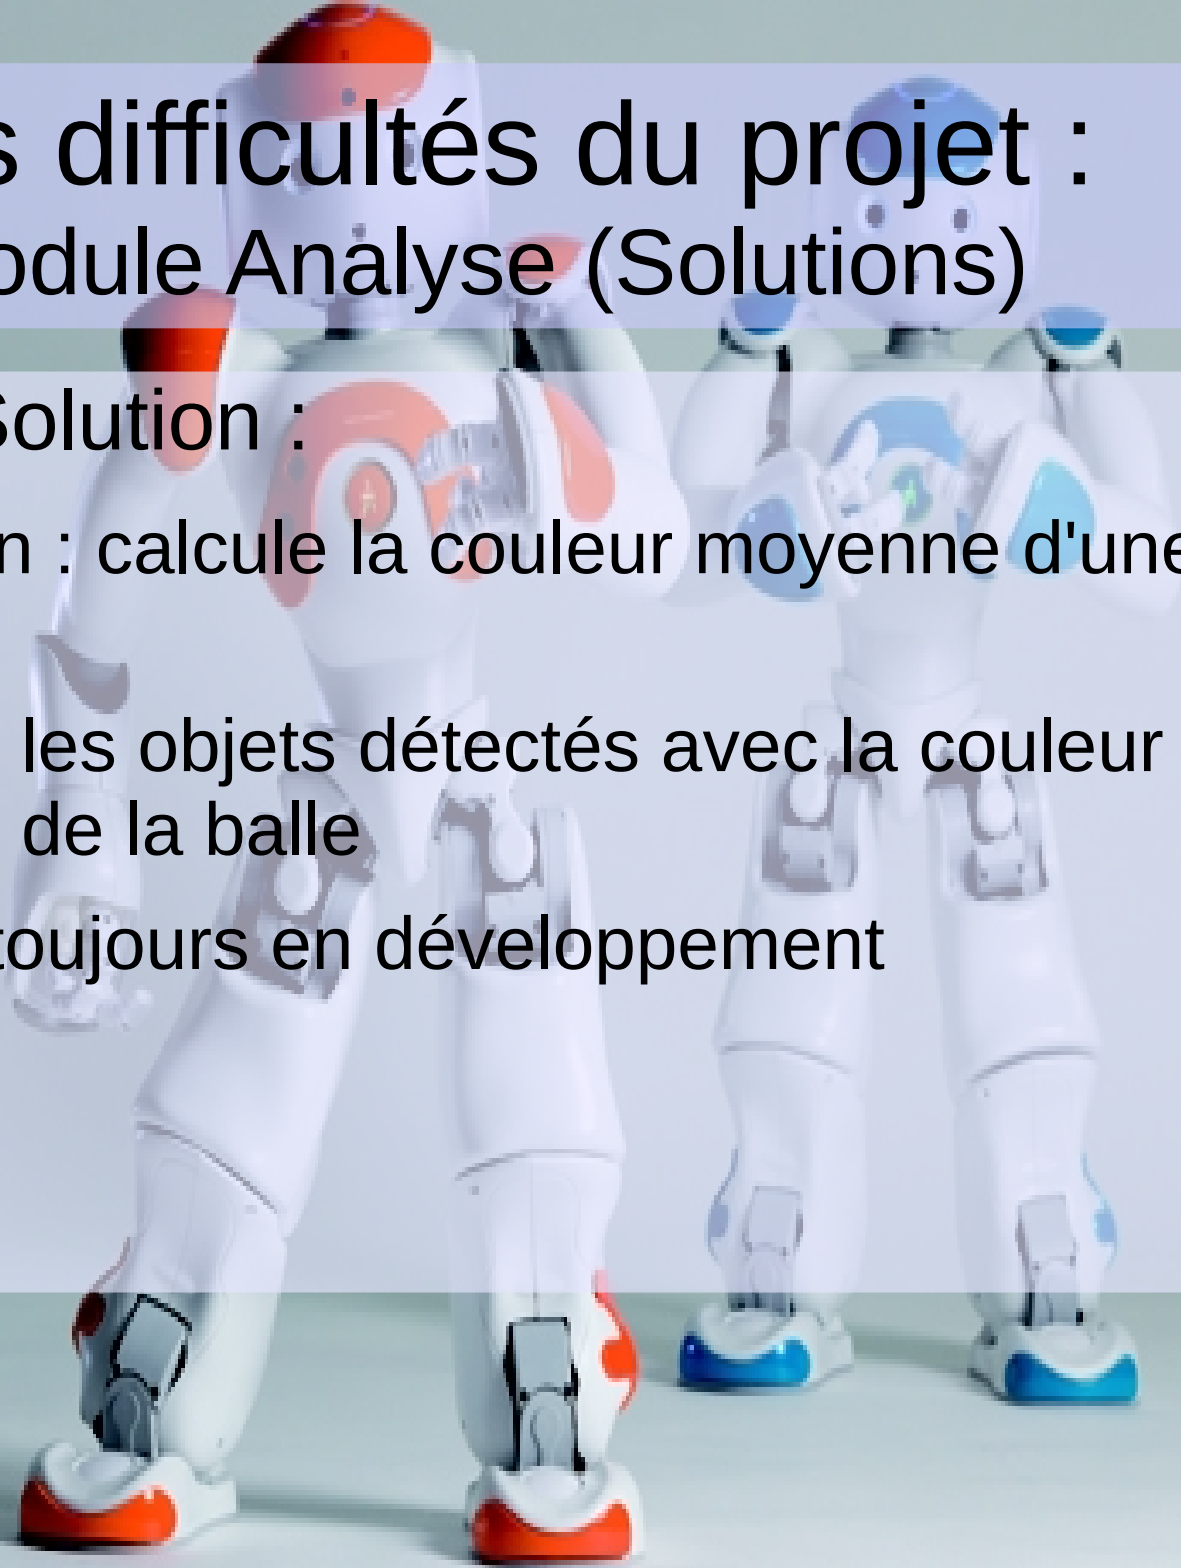 s difficultés du projet :
odule Analyse (Solutions)
Solution :
n : calcule la couleur moyenne d'une
les objets détectés avec la couleur
de la balle
toujours en développement